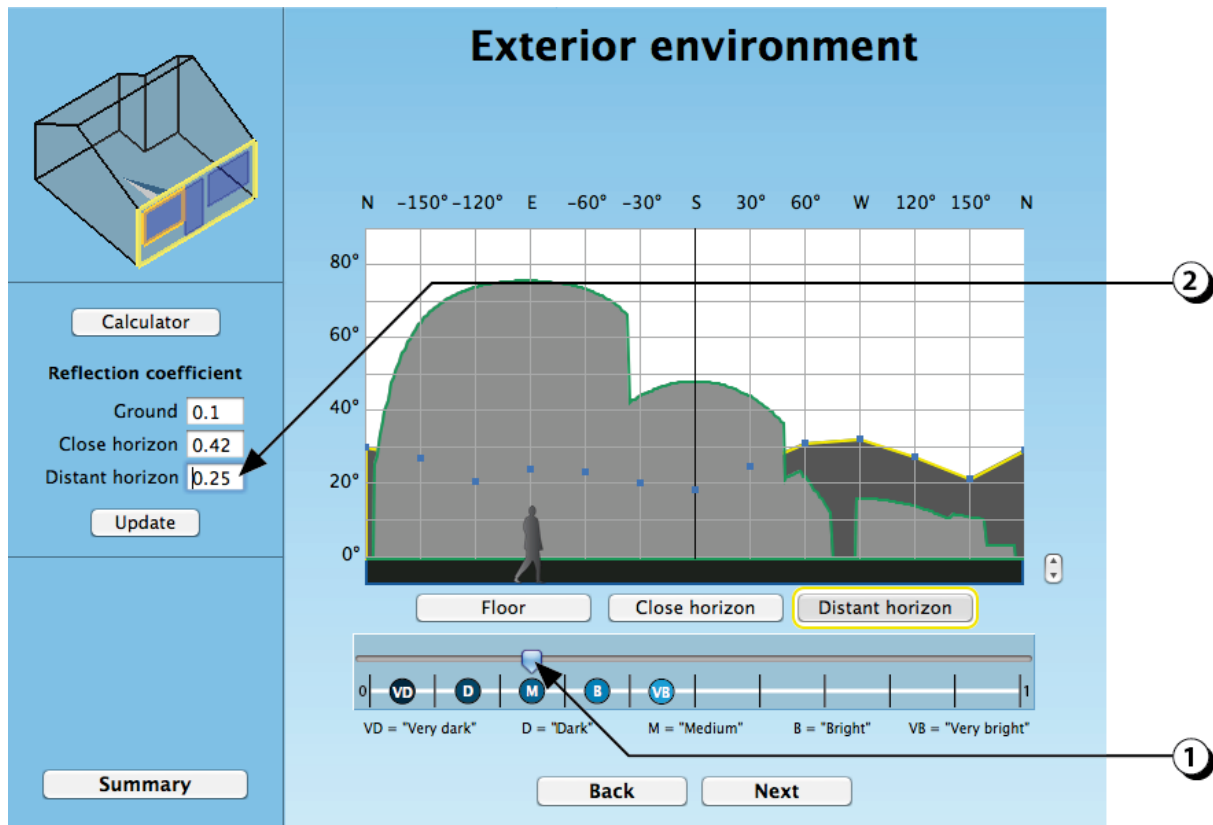 Exterior environment
N -150° -120° E -60° -30° S 30° 60° W 120° 150° N
80°
60°
40°
20°
0°
2
Calculator
Reflection coefficient
Ground 0.1
Close horizon 0.42
Distant horizon 0.25
Update
Floor Close horizon Distant horizon
0 VD D M B VB 1
VD = "Very dark" D = "Dark" M = "Medium" B = "Bright" VB = "Very bright"
1
Summary
Back Next